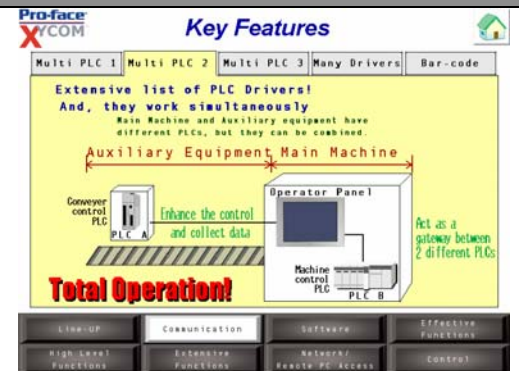 Pro-face
XYCOM
Key Features
Multi PLC 1
Multi PLC 2
Multi PLC 3
Many Drivers
Bar-code
Extensive list of PLC Drivers!
And, they work simultaneously
Main Machine and Auxiliary equipment have
different PLCs, but they can be combined.
Auxiliary Equipment
Main Machine
Operator Panel
Conveyer
control
PLC
PLC A
Enhance the control
and collect data
Act as a
gateway between
2 different PLCs
Machine
control
PLC
PLC B
Total Operation!
Line-UP
Communication
Software
Effective
Functions
High Level
Functions
Extensive
Functions
Network/
Remote PC Access
Control